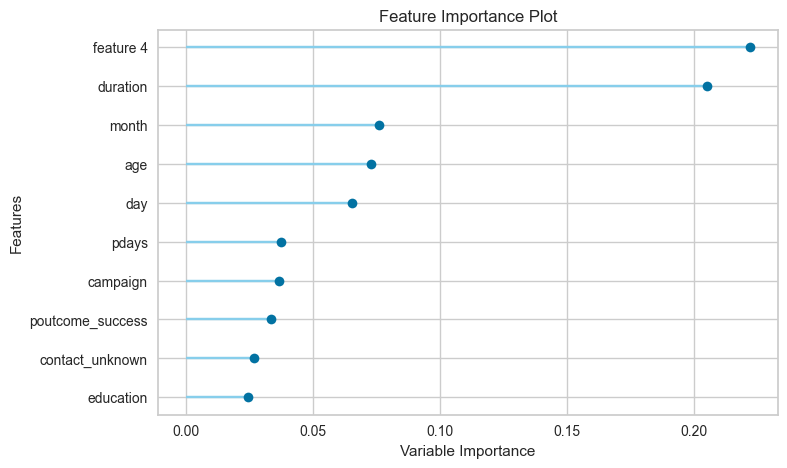 Feature Importance Plot
feature 4
duration
month
age
day
pdays
campaign
poutcome_success
contact_unknown
education
Features
0.00 0.05 0.10 0.15 0.20
Variable Importance